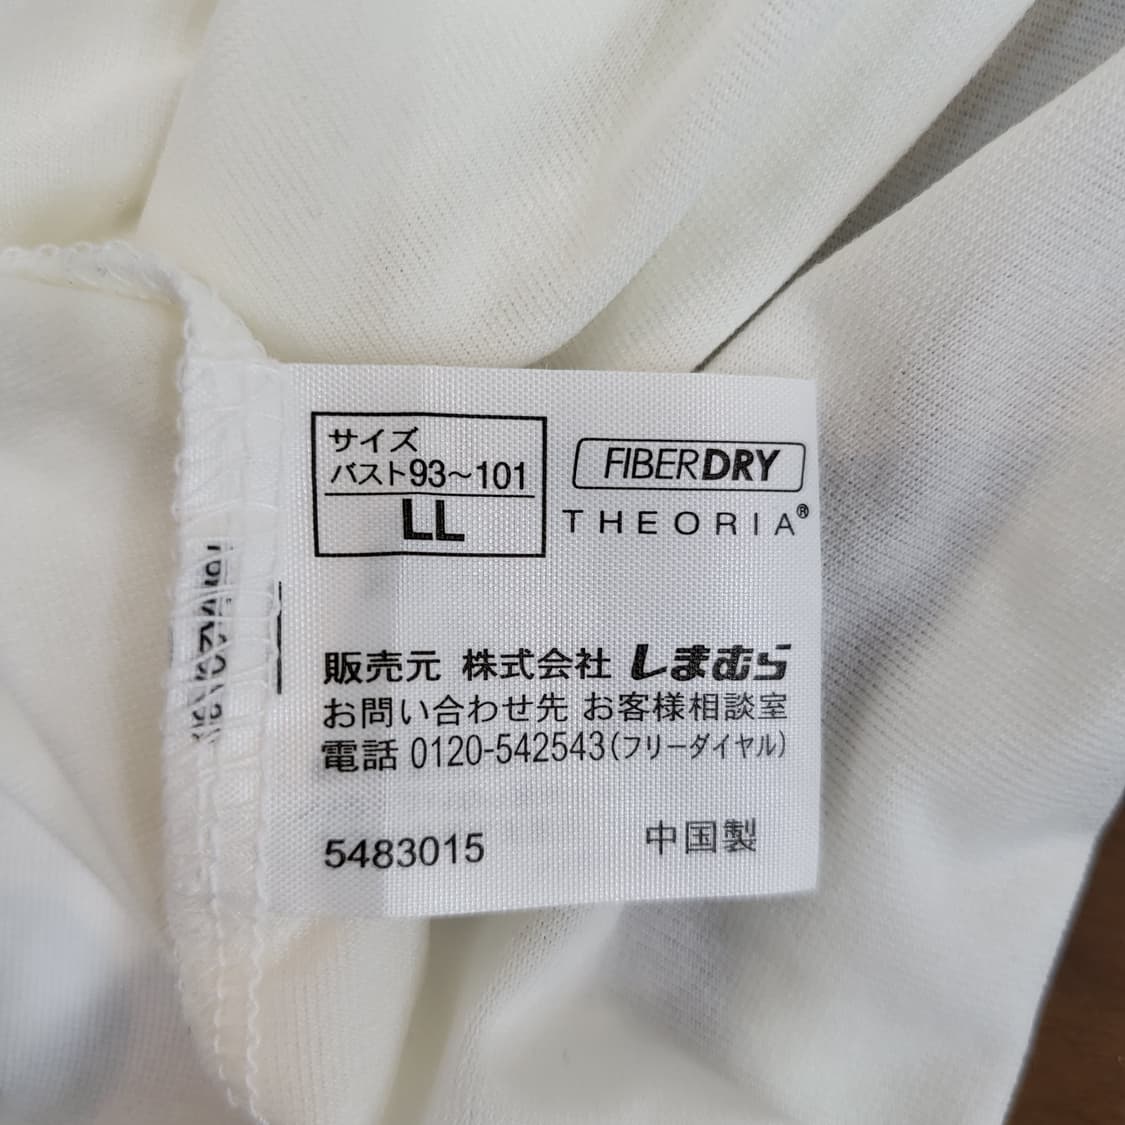 サイズ
バスト93～101
LL
FIBERDRY
THEORIA®
販売元 株式会社 しまむら
お問い合わせ先 お客様相談室
電話 0120-542543(フリーダイヤル)
5483015
中国製